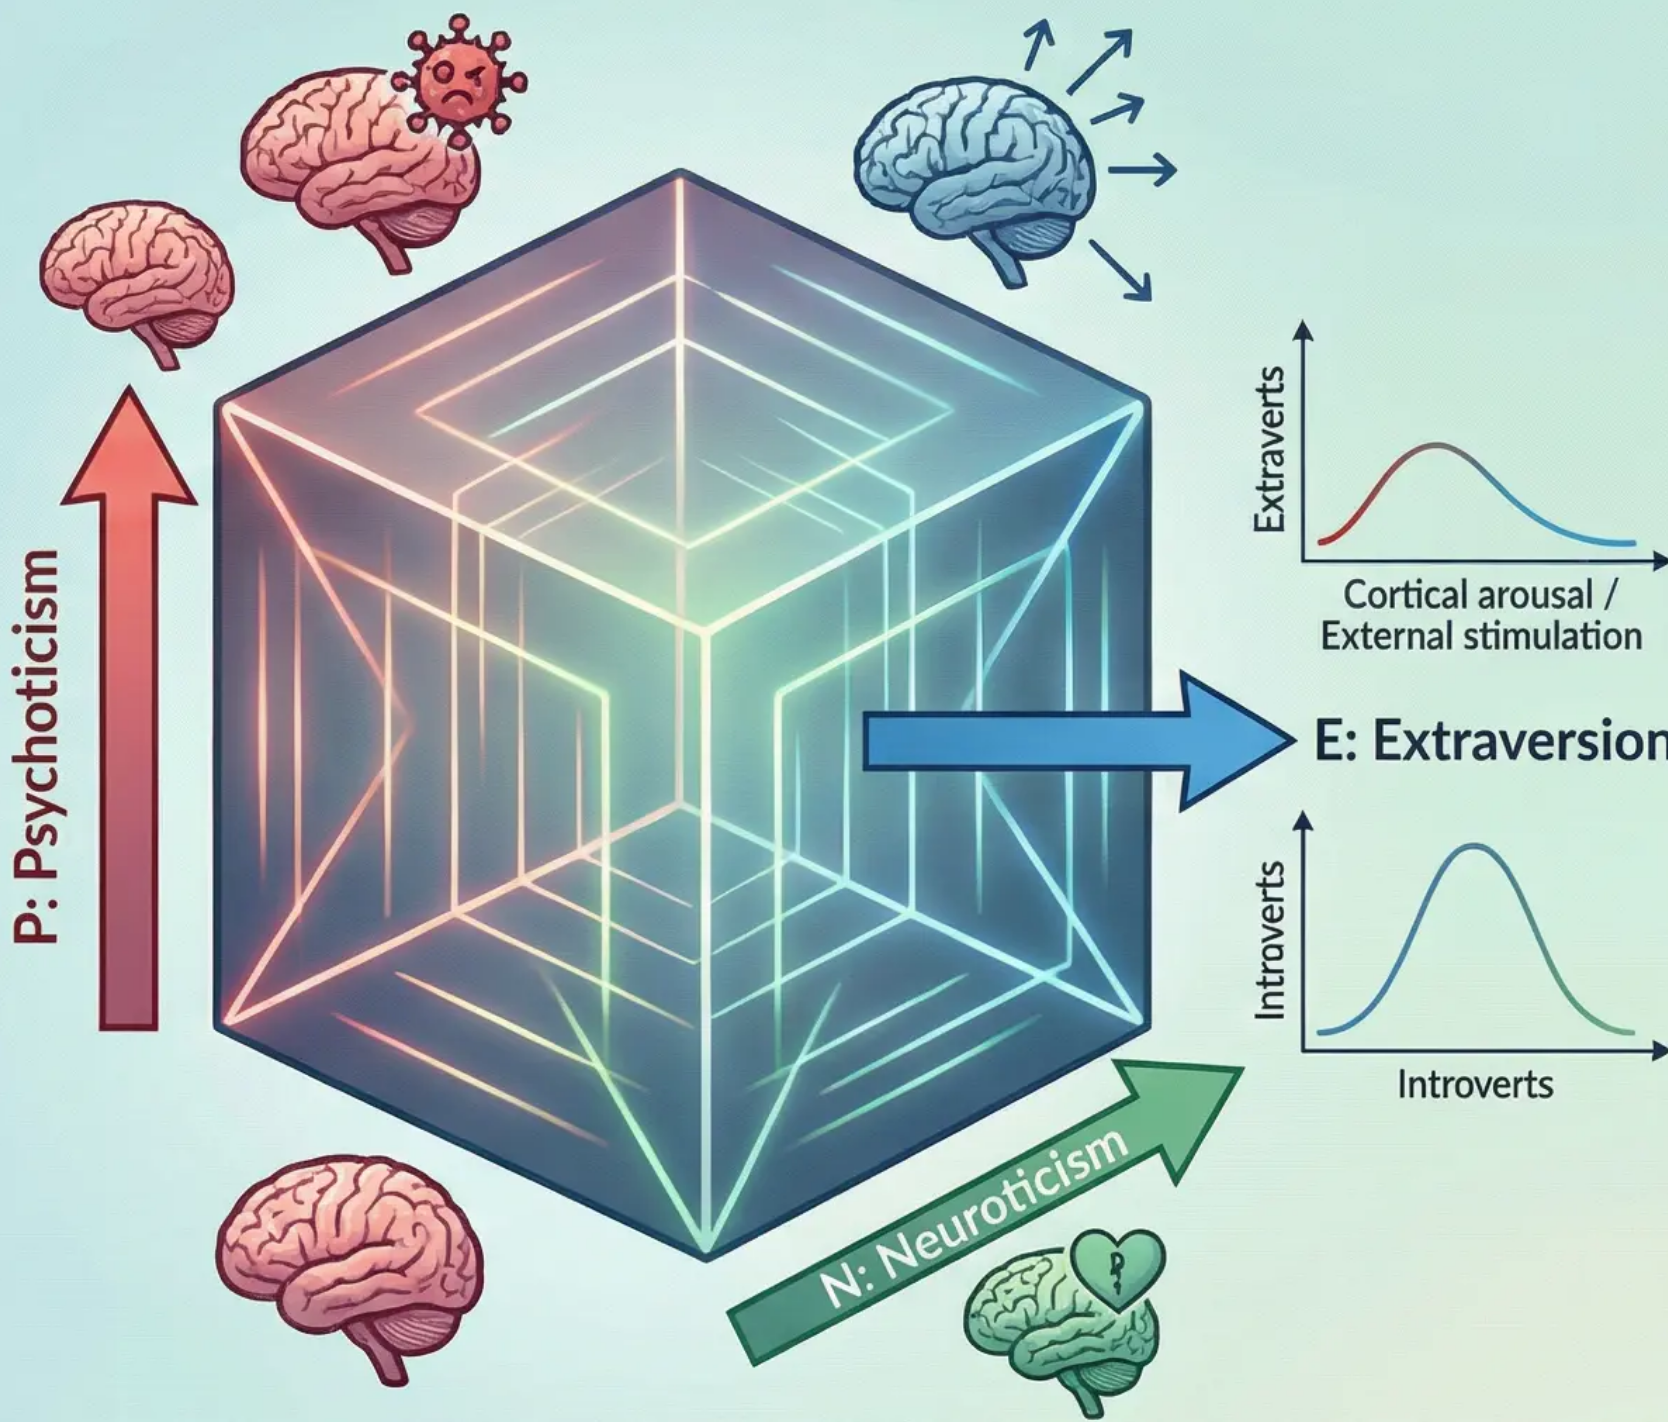 P: Psychoticism
Extraverts
Cortical arousal /
External stimulation
E: Extraversion
Introverts
Introverts
N: Neuroticism